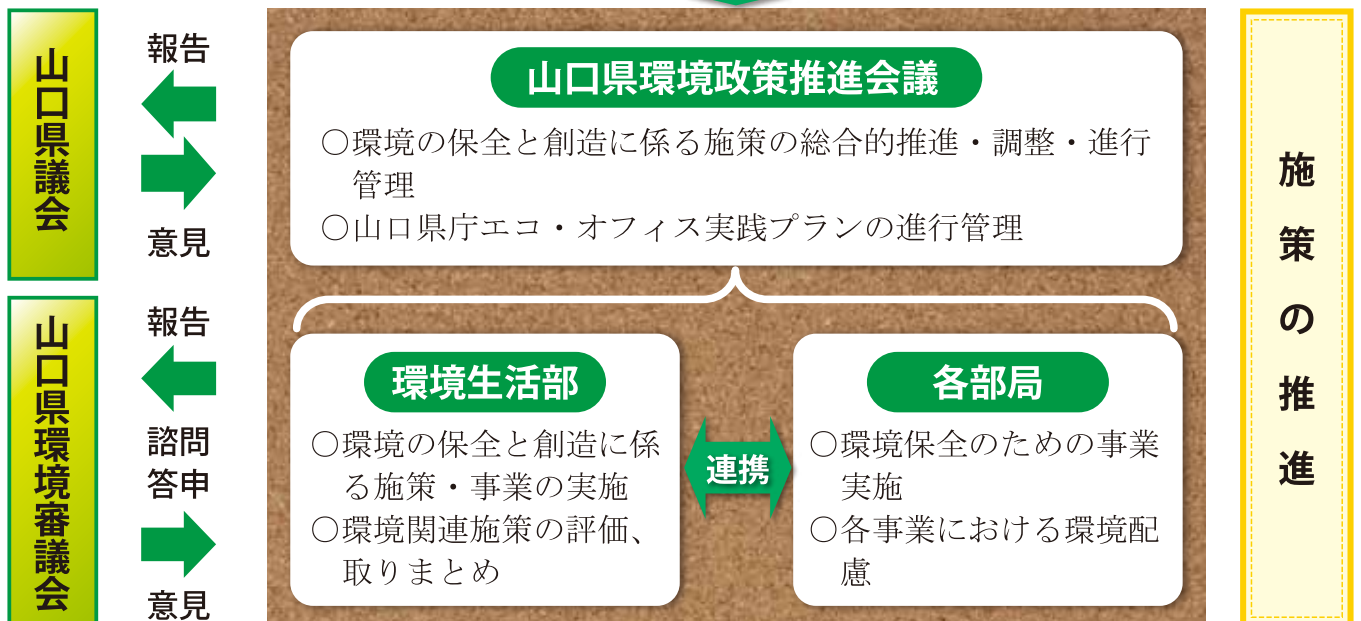 山口県議会
報告
意見
山口県環境審議会
報告
諮問
答申
意見
山口県環境政策推進会議
○環境の保全と創造に係る施策の総合的推進・調整・進行
管理
○山口県庁エコ・オフィス実践プランの進行管理
環境生活部
○環境の保全と創造に係
る施策・事業の実施
○環境関連施策の評価、
取りまとめ
連携
各部局
○環境保全のための事業
実施
○各事業における環境配
慮
施策の推進